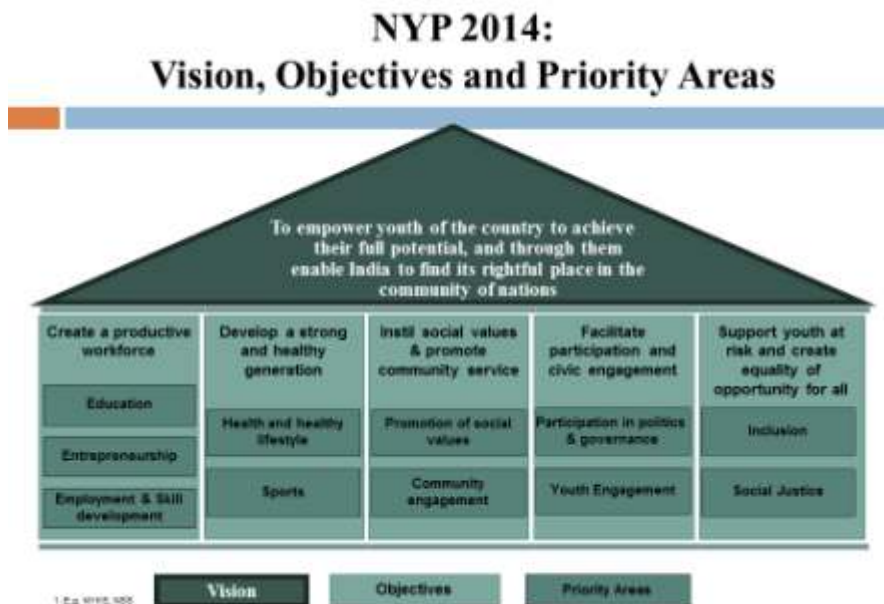 NYP 2014:
Vision, Objectives and Priority Areas
To empower youth of the country to achieve
their full potential, and through them
enable India to find its rightful place in the
community of nations
Create a productive
workforce
Education
Entrepreneurship
Employment & Skill
development
Develop a strong
and healthy
generation
Health and healthy
lifestyle
Sports
Instil social values
& promote
community service
Promotion of social
values
Community
engagement
Facilitate
participation and
civic engagement
Participation in politics
& governance
Youth Engagement
Support youth at
risk and create
equality of
opportunity for all
Inclusion
Social Justice
Vision
Objectives
Priority Areas